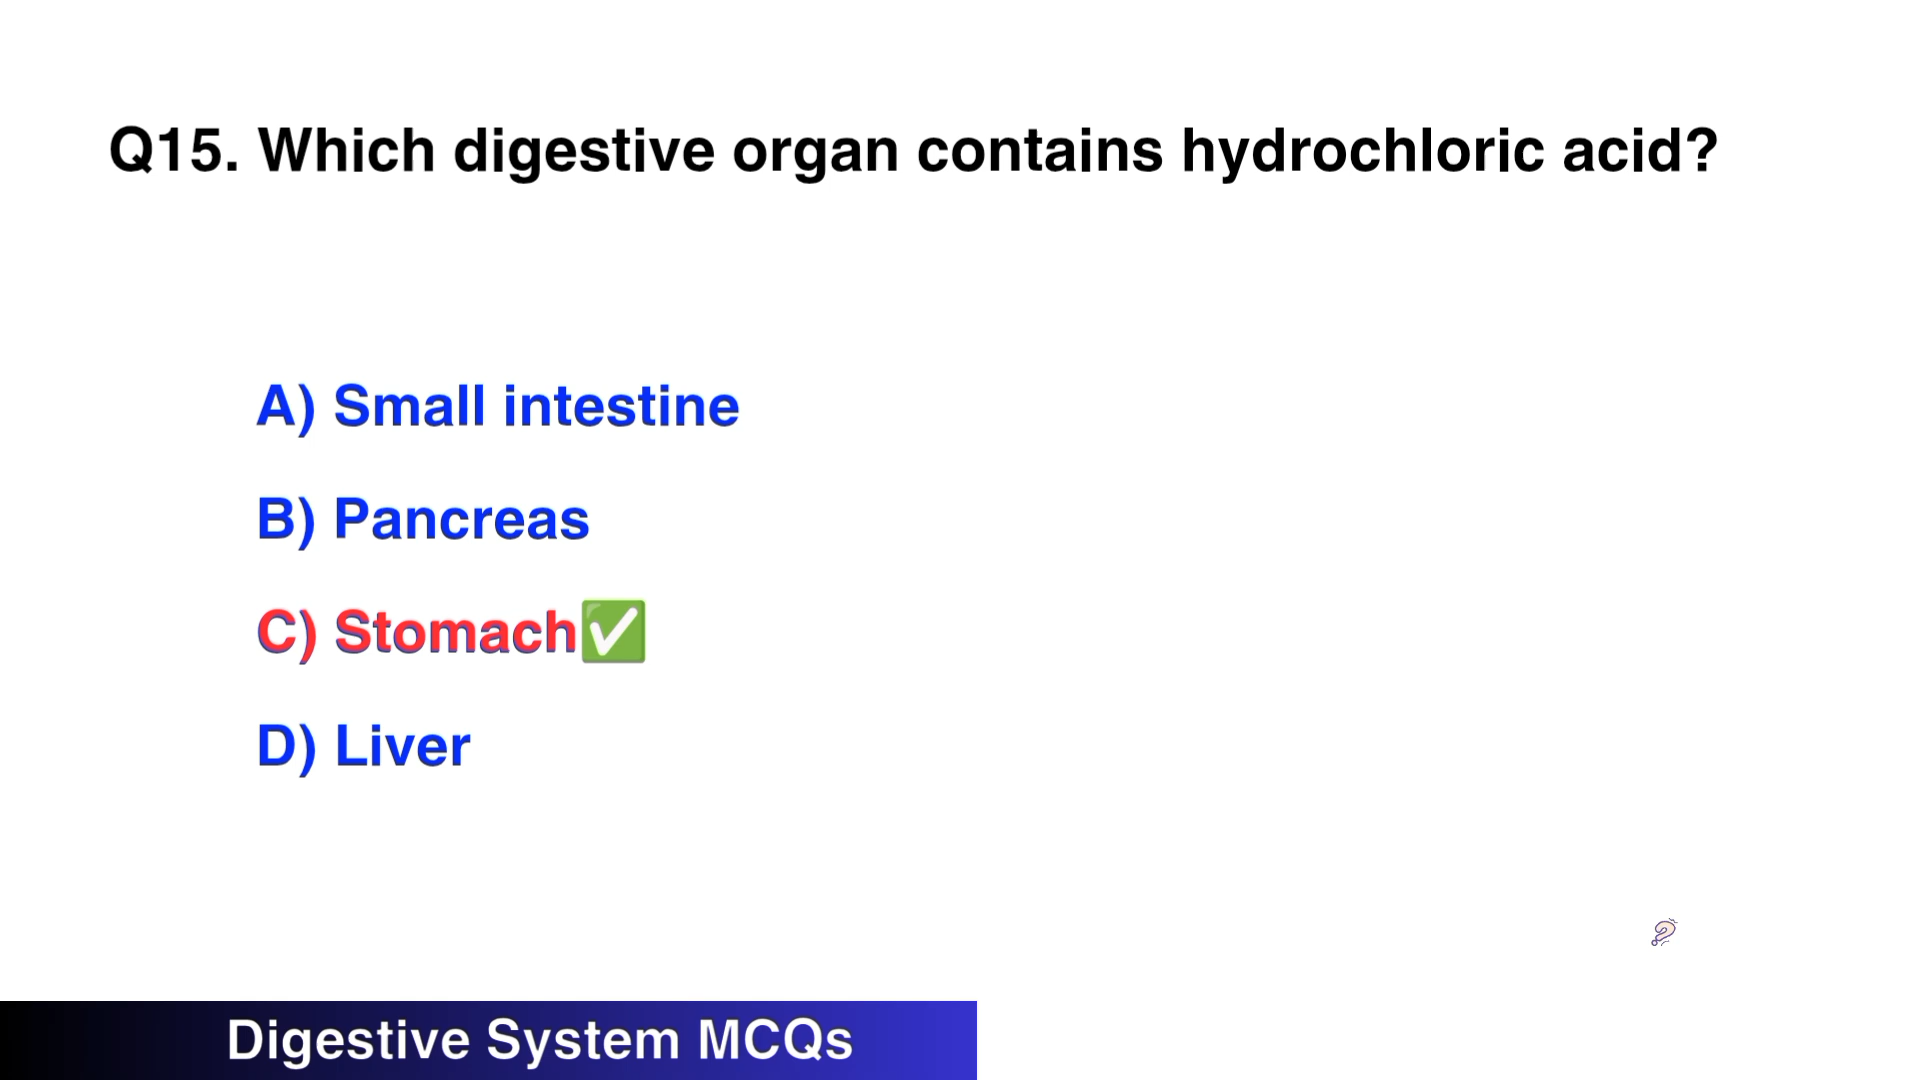 Q15. Which digestive organ contains hydrochloric acid?
A) Small intestine
B) Pancreas
C) Stomach✅
D) Liver
Digestive System MCQs